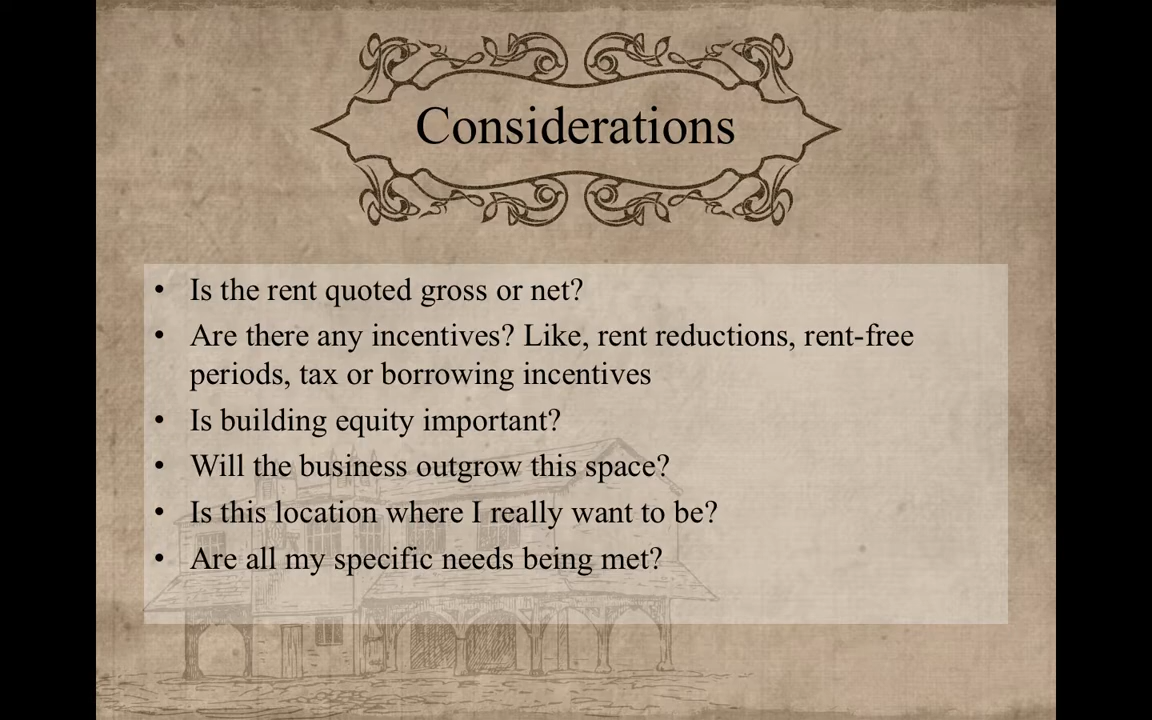 Considerations
• Is the rent quoted gross or net?
• Are there any incentives? Like, rent reductions, rent-free
periods, tax or borrowing incentives
• Is building equity important?
• Will the business outgrow this space?
• Is this location where I really want to be?
• Are all my specific needs being met?